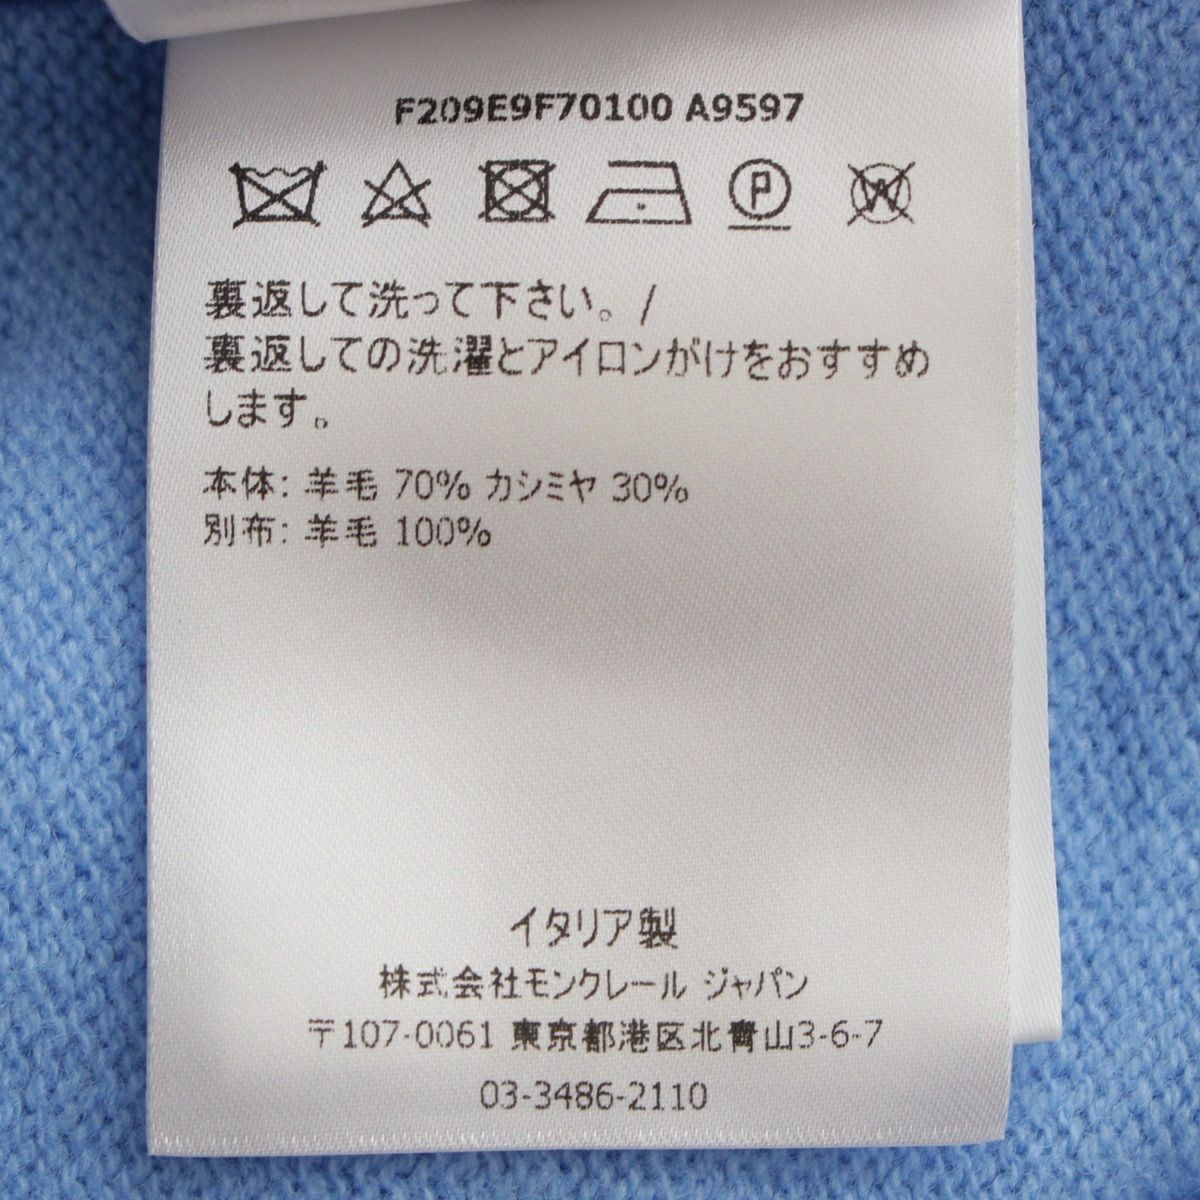 F209E9F70100 A9597
P W
裏返して洗って下さい。/
裏返しての洗濯とアイロンがけをおすすめ
します。
本体: 羊毛 70% カシミヤ 30%
別布: 羊毛 100%
イタリア製
株式会社モンクレール ジャパン
〒107-0061 東京都港区北青山3-6-7
03-3486-2110